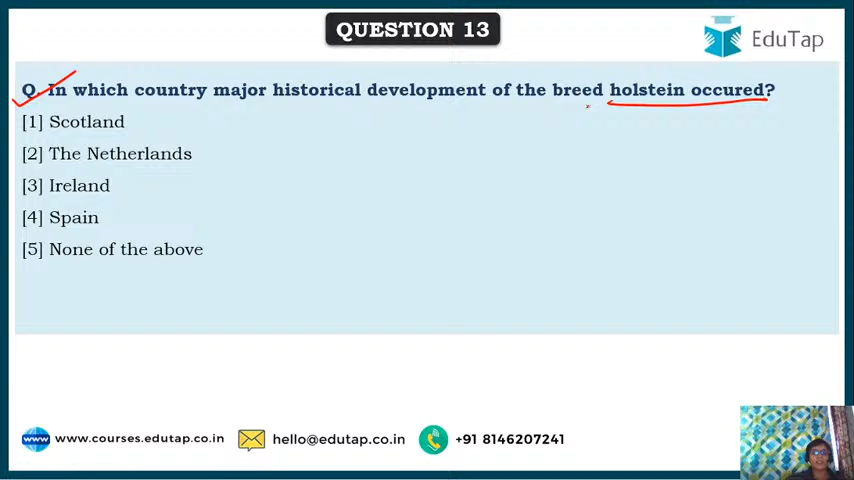 QUESTION 13
EduTap
Q. In which country major historical development of the breed holstein occured?
[1] Scotland
[2] The Netherlands
[3] Ireland
[4] Spain
[5] None of the above
www www.courses.edutap.co.in hello@edutap.co.in +91 8146207241